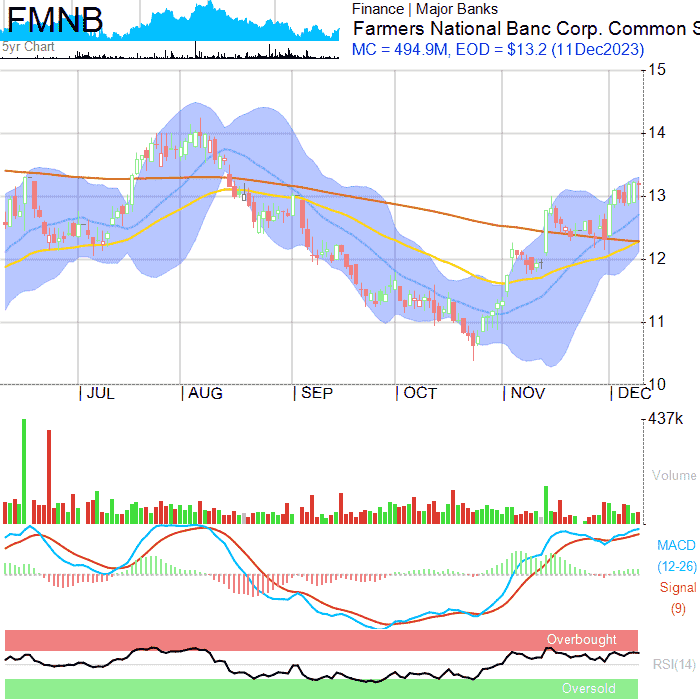 FMNB
5yr Chart
Finance | Major Banks
Farmers National Banc Corp. Common S
MC = 494.9M, EOD = $13.2 (11Dec2023)
15
14
13
12
11
10
JUL
AUG
SEP
OCT
NOV
DEC
437k
Volume
MACD
(12-26)
Signal
(9)
Overbought
RSI(14)
Oversold